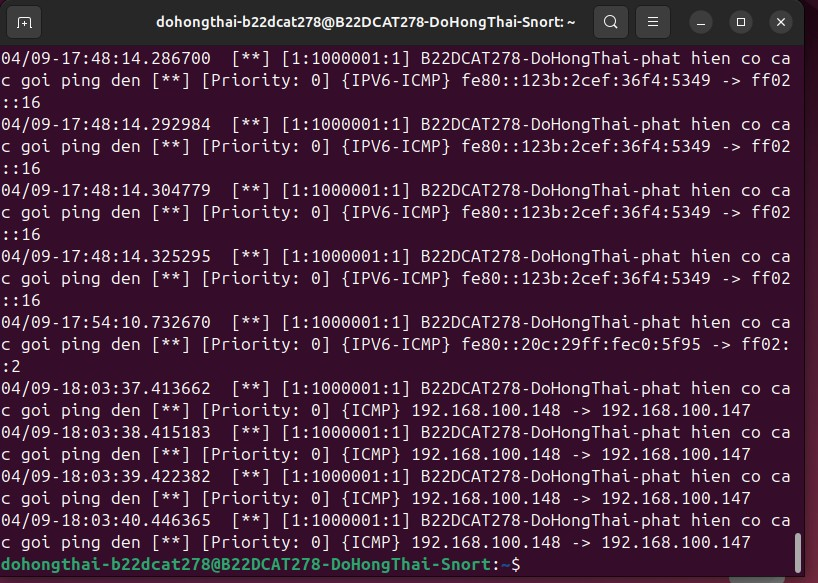 dohongthai-b22dcat278@B22DCAT278-DoHongThai-Snort: ~
04/09-17:48:14.286700  [**] [1:1000001:1] B22DCAT278-DoHongThai-phat hien co ca
c goi ping den [**] [Priority: 0] {IPV6-ICMP} fe80::123b:2cef:36f4:5349 -> ff02
::16
04/09-17:48:14.292984  [**] [1:1000001:1] B22DCAT278-DoHongThai-phat hien co ca
c goi ping den [**] [Priority: 0] {IPV6-ICMP} fe80::123b:2cef:36f4:5349 -> ff02
::16
04/09-17:48:14.304779  [**] [1:1000001:1] B22DCAT278-DoHongThai-phat hien co ca
c goi ping den [**] [Priority: 0] {IPV6-ICMP} fe80::123b:2cef:36f4:5349 -> ff02
::16
04/09-17:48:14.325295  [**] [1:1000001:1] B22DCAT278-DoHongThai-phat hien co ca
c goi ping den [**] [Priority: 0] {IPV6-ICMP} fe80::123b:2cef:36f4:5349 -> ff02
::16
04/09-17:54:10.732670  [**] [1:1000001:1] B22DCAT278-DoHongThai-phat hien co ca
c goi ping den [**] [Priority: 0] {IPV6-ICMP} fe80::20c:29ff:fec0:5f95 -> ff02:
:2
04/09-18:03:37.413662  [**] [1:1000001:1] B22DCAT278-DoHongThai-phat hien co ca
c goi ping den [**] [Priority: 0] {ICMP} 192.168.100.148 -> 192.168.100.147
04/09-18:03:38.415183  [**] [1:1000001:1] B22DCAT278-DoHongThai-phat hien co ca
c goi ping den [**] [Priority: 0] {ICMP} 192.168.100.148 -> 192.168.100.147
04/09-18:03:39.422382  [**] [1:1000001:1] B22DCAT278-DoHongThai-phat hien co ca
c goi ping den [**] [Priority: 0] {ICMP} 192.168.100.148 -> 192.168.100.147
04/09-18:03:40.446365  [**] [1:1000001:1] B22DCAT278-DoHongThai-phat hien co ca
c goi ping den [**] [Priority: 0] {ICMP} 192.168.100.148 -> 192.168.100.147
dohongthai-b22dcat278@B22DCAT278-DoHongThai-Snort:~$